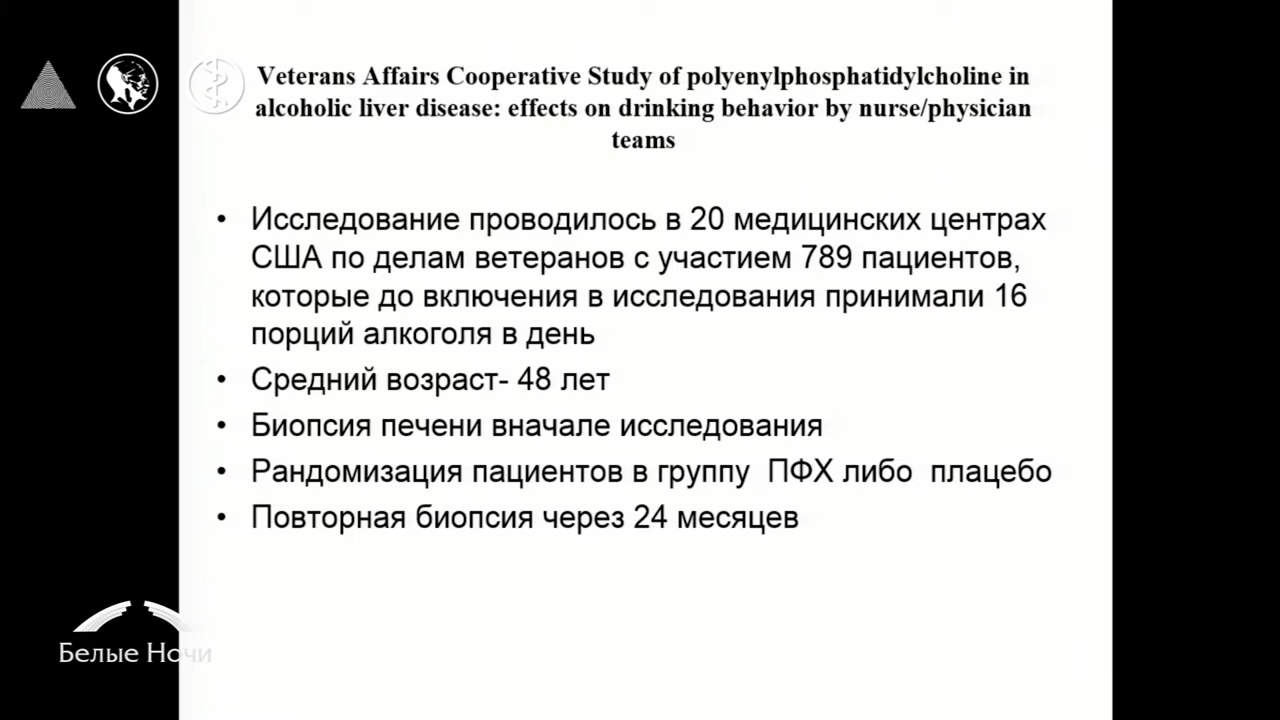 Veterans Affairs Cooperative Study of polyenylphosphatidylcholine in
alcoholic liver disease: effects on drinking behavior by nurse/physician
teams
• Исследование проводилось в 20 медицинских центрах
США по делам ветеранов с участием 789 пациентов,
которые до включения в исследования принимали 16
порций алкоголя в день
• Средний возраст- 48 лет
• Биопсия печени вначале исследования
• Рандомизация пациентов в группу ПФХ либо плацебо
• Повторная биопсия через 24 месяцев
Белые Ночи